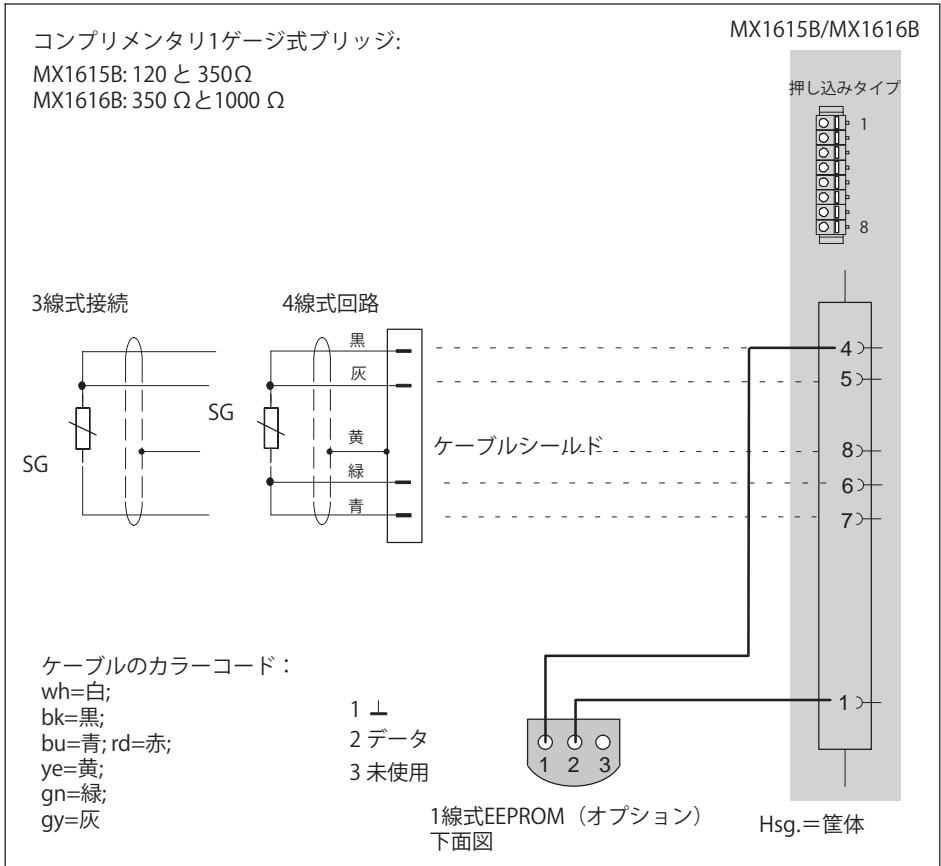 コンプリメンタリ1ゲージ式ブリッジ:
MX1615B: 120 と 350Ω
MX1616B: 350 Ωと1000 Ω
MX1615B/MX1616B
押し込みタイプ
1
8
3線式接続
4線式回路
黒
灰
黄
緑
青
SG
SG
ケーブルシールド
4
5
8
6
7
1
ケーブルのカラーコード：
wh=白;
bk=黒;
bu=青; rd=赤;
ye=黄;
gn=緑;
gy=灰
1 ⊥
2 データ
3 未使用
1 2 3
1線式EEPROM（オプション）
下面図
Hsg.＝筐体